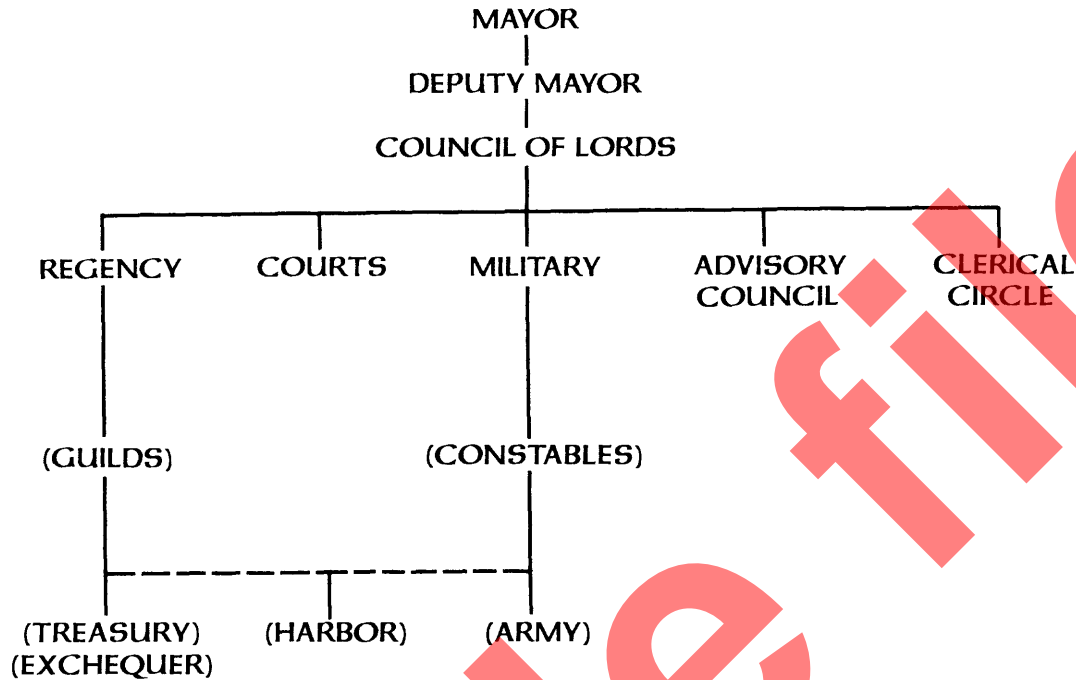 MAYOR
DEPUTY MAYOR
COUNCIL OF LORDS
REGENCY COURTS MILITARY ADVISORY COUNCIL CLERICAL CIRCLE
(GUILDS) (CONSTABLES)
(TREASURY) (HARBOR) (ARMY)
(EXCHEQUER)